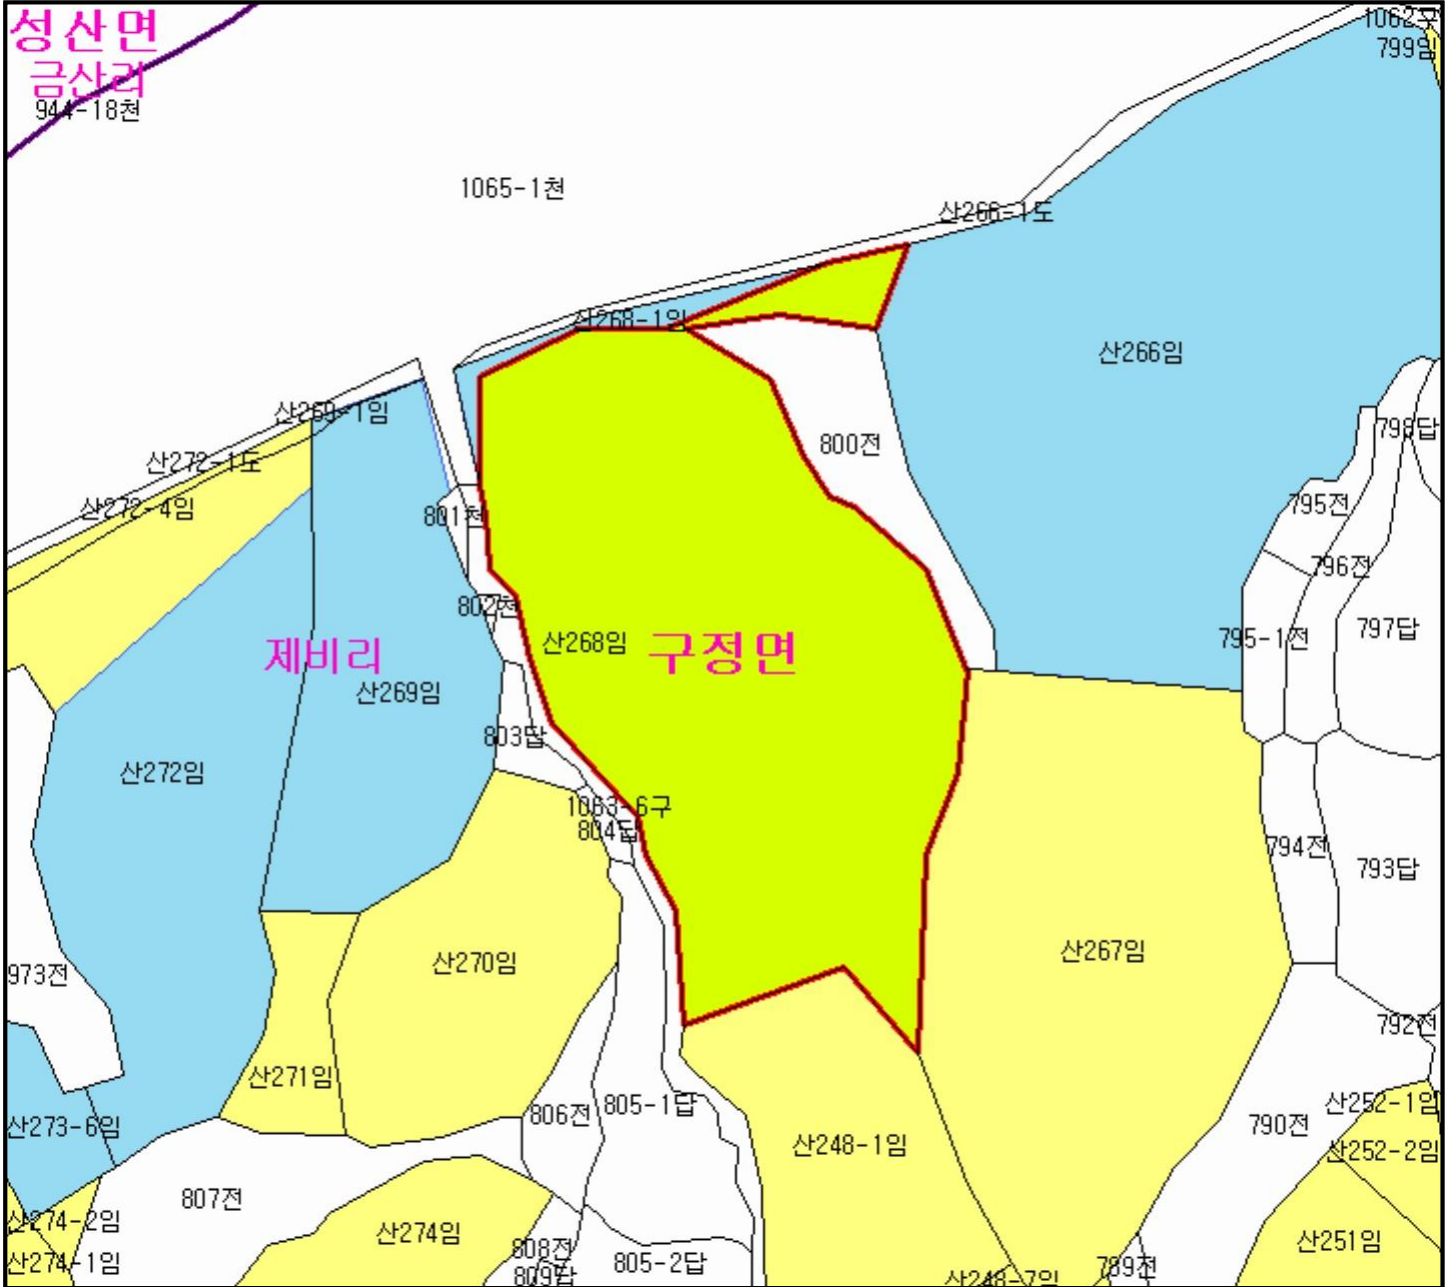 성산면
금산리
944-18천
1062구
799임
1065-1천
산266-1도
산268-1임
산266임
산269-1임
798답
800전
산272-1도
산272-4임
801천
795전
796전
802천
797답
산268임
구정면
795-1전
제비리
산269임
803답
산272임
1063-6구
804답
794전
793답
산267임
산270임
973전
792전
산271임
산252-1임
806전
805-1답
790전
산273-6임
산248-1임
산252-2임
807전
산274-2임
산274임
산251임
808전
산274-1임
805-2답
789전
809답
산248-7임